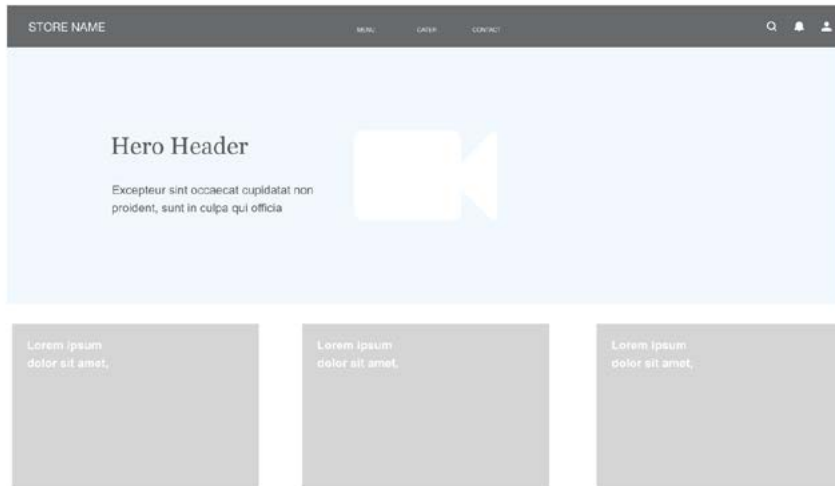 STORE NAME
MENU
CATER
CONTACT
Hero Header
Excepteur sint occaecat cupidatat non
proident, sunt in culpa qui officia
Lorem ipsum
dolor sit amet,
Lorem ipsum
dolor sit amet,
Lorem ipsum
dolor sit amet,